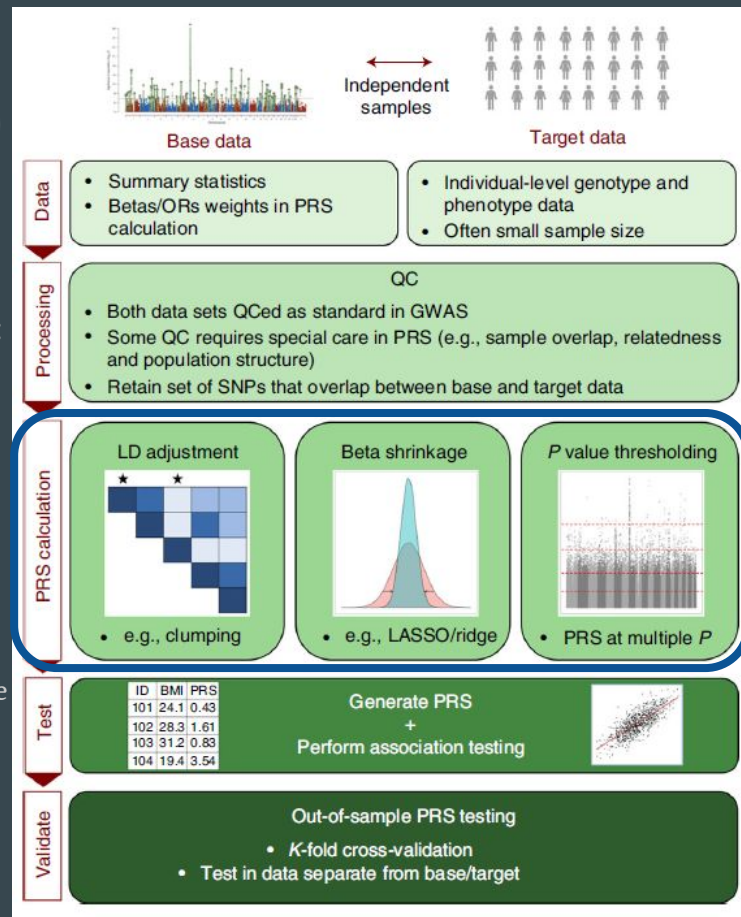 Independent
samples
Base data
Target data
Data
• Summary statistics
• Betas/ORs weights in PRS
calculation
• Individual-level genotype and
phenotype data
• Often small sample size
Processing
QC
• Both data sets QCed as standard in GWAS
• Some QC requires special care in PRS (e.g., sample overlap, relatedness
and population structure)
• Retain set of SNPs that overlap between base and target data
PRS calculation
LD adjustment
★ ★
• e.g., clumping
Beta shrinkage
• e.g., LASSO/ridge
P value thresholding
• PRS at multiple P
Test
ID BMI PRS
101 24.1 0.43
102 28.3 1.61
103 31.2 0.83
104 19.4 3.54
Generate PRS
+
Perform association testing
Validate
Out-of-sample PRS testing
• K-fold cross-validation
• Test in data separate from base/target